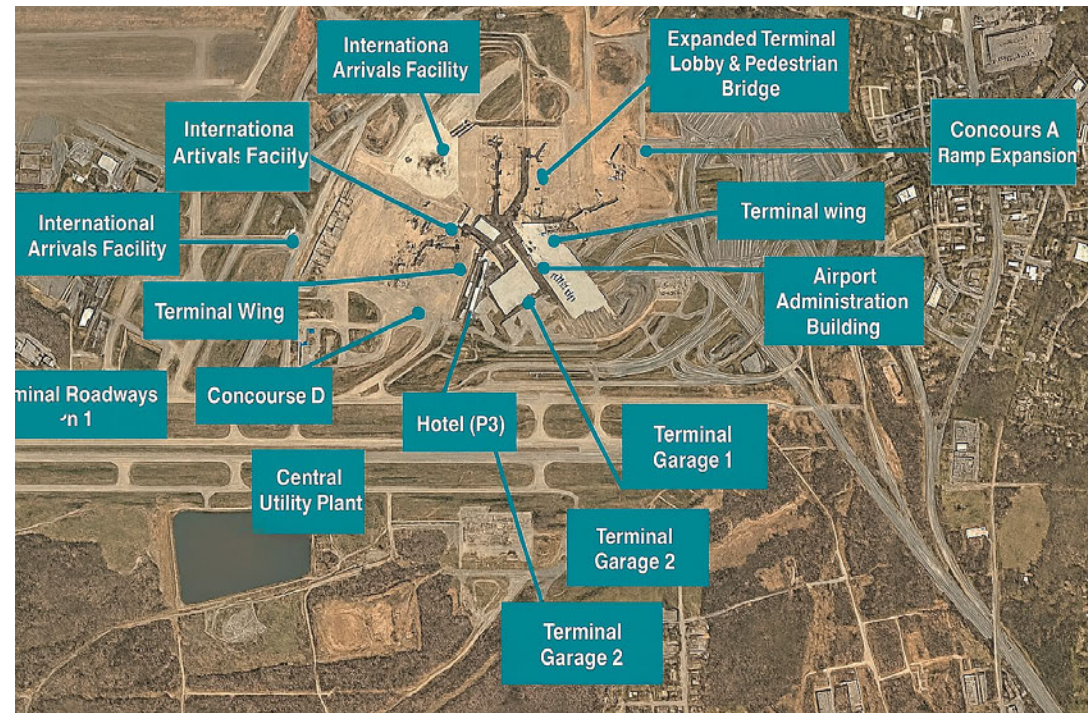 Internationa
Arrivals Facility
Expanded Terminal
Lobby & Pedestrian
Bridge
Concours A
Ramp Expansion
Internationa
Artivals Faciily
International
Arrivals Facility
Terminal wing
Airport
Administration
Building
Terminal Wing
minal Roadways
n 1
Concourse D
Hotel (P3)
Terminal
Garage 1
Central
Utility Plant
Terminal
Garage 2
Terminal
Garage 2